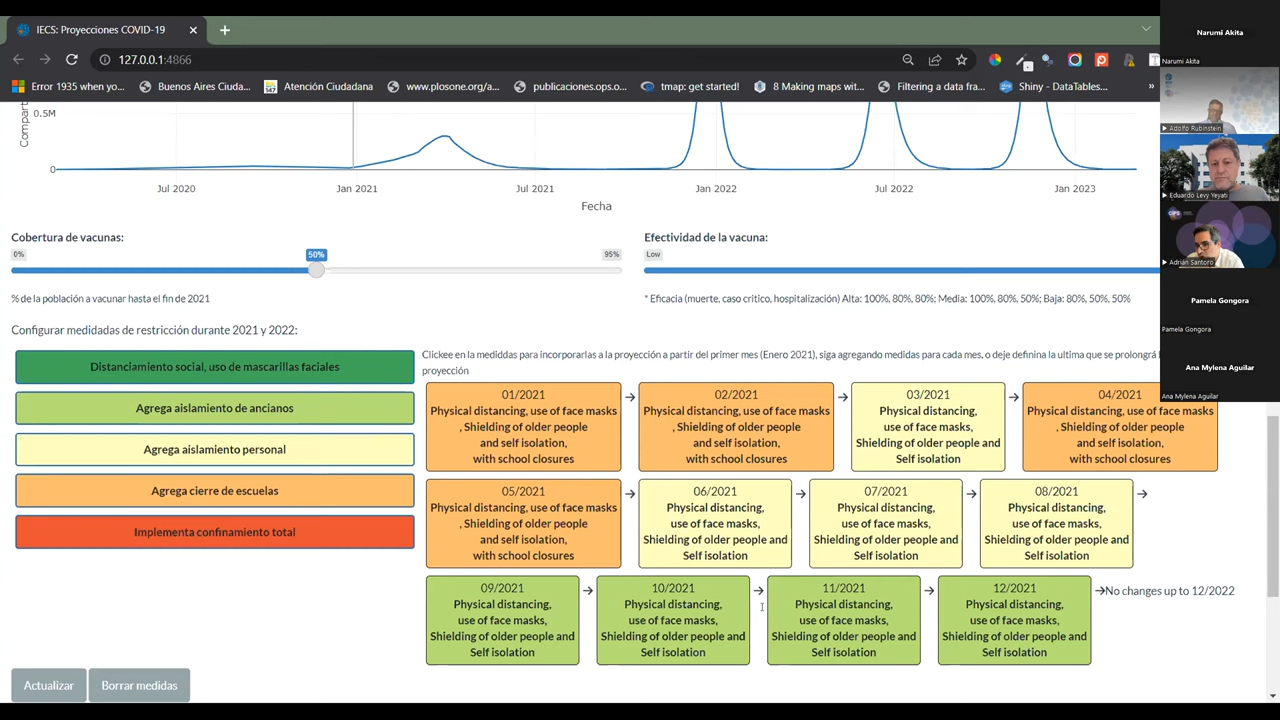 IECS: Proyecciones COVID-19
127.0.0.1:4866
Error 1935 when yo...
Buenos Aires Ciuda...
Atención Ciudadana
www.plosone.org/a...
publicaciones.ops.o...
tmap: get started!
8 Making maps wit...
Filtering a data fra...
Shiny - DataTables...
»
Narumi Akita
Narumi Akita
Adolfo Rubinstein
Eduardo Levy Yeyati
Adrián Santoro
Pamela Gongora
Pamela Gongora
Ana Mylena Aguilar
Ana Mylena Aguilar
Compart
0.5M
0
Jul 2020
Jan 2021
Jul 2021
Jan 2022
Jul 2022
Jan 2023
Fecha
Cobertura de vacunas:
0%
50%
95%
% de la población a vacunar hasta el fin de 2021
Efectividad de la vacuna:
Low
* Eficacia (muerte, caso critico, hospitalización) Alta: 100%, 80%, 80%; Media: 100%, 80%, 50%; Baja: 80%, 50%, 50%
Configurar medidadas de restricción durante 2021 y 2022:
Distanciamiento social, uso de mascarillas faciales
Agrega aislamiento de ancianos
Agrega aislamiento personal
Agrega cierre de escuelas
Implementa confinamiento total
Clickee en la mediddas para incorporarlas a la proyección a partir del primer mes (Enero 2021), siga agregando medidas para cada mes, o deje definina la ultima que se prolongará l
proyección
01/2021
Physical distancing, use of face masks
, Shielding of older people
and self isolation,
with school closures
02/2021
Physical distancing, use of face masks
, Shielding of older people
and self isolation,
with school closures
03/2021
Physical distancing,
use of face masks,
Shielding of older people and
Self isolation
04/2021
Physical distancing, use of face masks
, Shielding of older people
and self isolation,
with school closures
05/2021
Physical distancing, use of face masks
, Shielding of older people
and self isolation,
with school closures
06/2021
Physical distancing,
use of face masks,
Shielding of older people and
Self isolation
07/2021
Physical distancing,
use of face masks,
Shielding of older people and
Self isolation
08/2021
Physical distancing,
use of face masks,
Shielding of older people and
Self isolation
09/2021
Physical distancing,
use of face masks,
Shielding of older people and
Self isolation
10/2021
Physical distancing,
use of face masks,
Shielding of older people and
Self isolation
11/2021
Physical distancing,
use of face masks,
Shielding of older people and
Self isolation
12/2021
Physical distancing,
use of face masks,
Shielding of older people and
Self isolation
No changes up to 12/2022
Actualizar
Borrar medidas